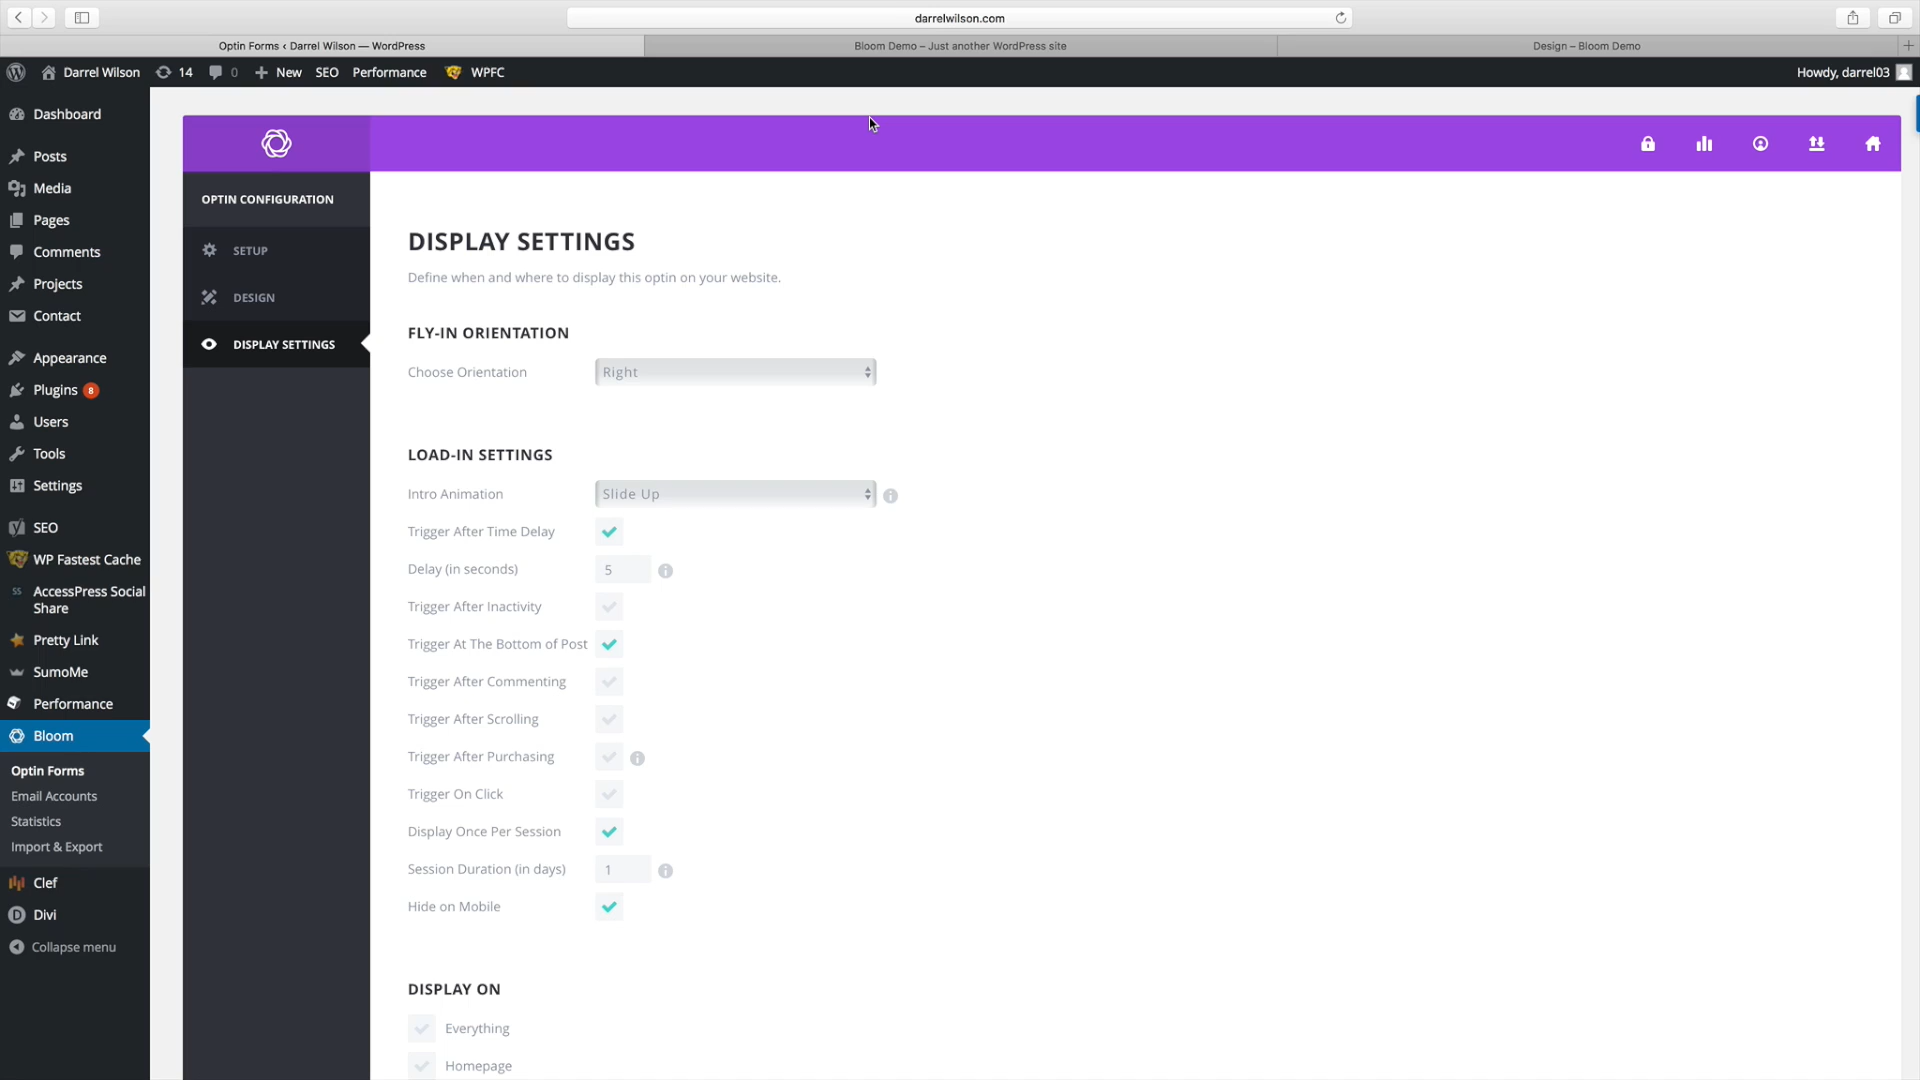 darrelwilson.com
Optin Forms ‹ Darrel Wilson — WordPress
Bloom Demo – Just another WordPress site
Design – Bloom Demo
Darrel Wilson 14 0 New SEO Performance WPFC
Howdy, darrel03
Dashboard
Posts
Media
Pages
Comments
Projects
Contact
Appearance
Plugins 8
Users
Tools
Settings
SEO
WP Fastest Cache
AccessPress Social
Share
Pretty Link
SumoMe
Performance
Bloom
Optin Forms
Email Accounts
Statistics
Import & Export
Clef
Divi
Collapse menu
OPTIN CONFIGURATION
SETUP
DESIGN
DISPLAY SETTINGS
DISPLAY SETTINGS
Define when and where to display this optin on your website.
FLY-IN ORIENTATION
Choose Orientation Right
LOAD-IN SETTINGS
Intro Animation Slide Up
Trigger After Time Delay
Delay (in seconds) 5
Trigger After Inactivity
Trigger At The Bottom of Post
Trigger After Commenting
Trigger After Scrolling
Trigger After Purchasing
Trigger On Click
Display Once Per Session
Session Duration (in days) 1
Hide on Mobile
DISPLAY ON
Everything
Homepage